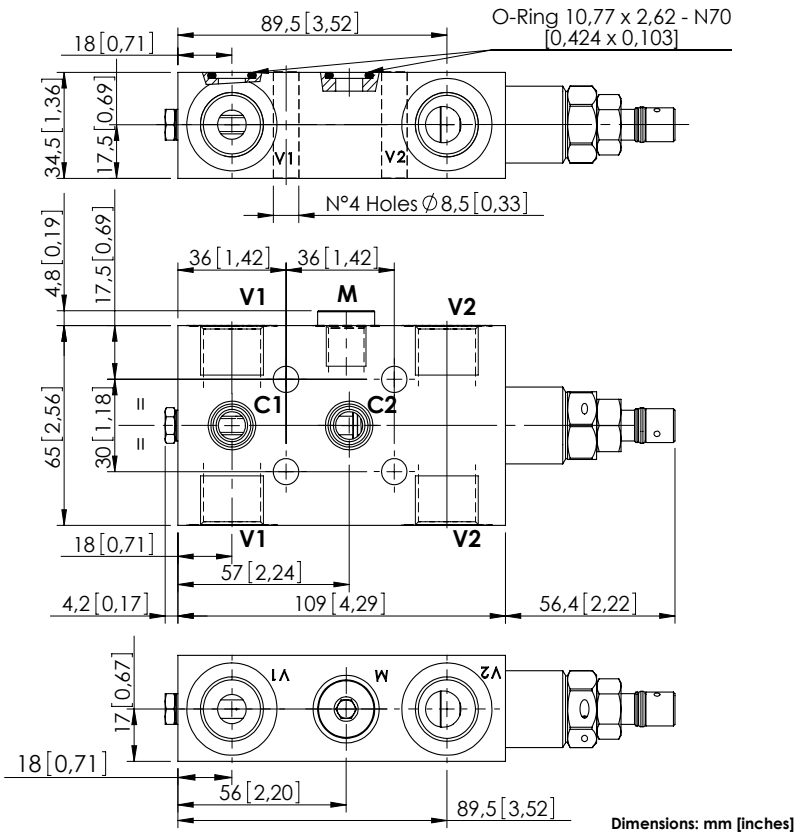 89,5 [3,52]
O-Ring 10,77 x 2,62 - N70
[0,424 x 0,103]
18 [0,71]
34,5 [1,36]
17,5 [0,69]
V1
V2
N°4 Holes Ø 8,5 [0,33]
4,8 [0,19]
17,5 [0,69]
36 [1,42]
36 [1,42]
V1
M
V2
C1
C2
65 [2,56]
30 [1,18]
=
=
V1
V2
18 [0,71]
57 [2,24]
4,2 [0,17]
109 [4,29]
56,4 [2,22]
V1
M
V2
17 [0,67]
18 [0,71]
56 [2,20]
89,5 [3,52]
Dimensions: mm [inches]